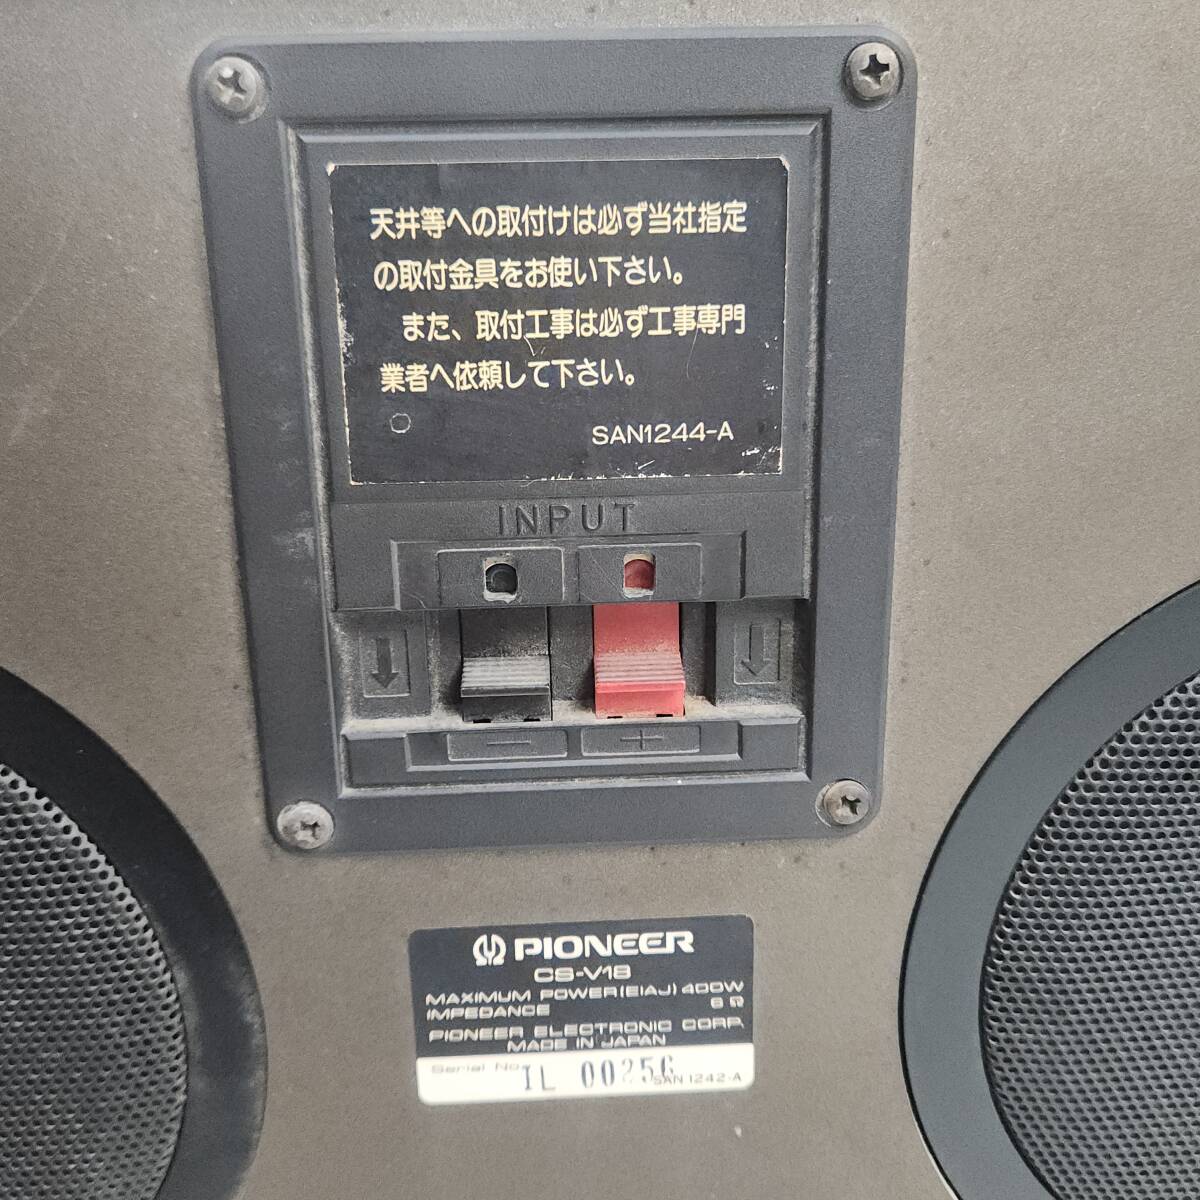 天井等への取付けは必ず当社指定
の取付金具をお使い下さい。
また、取付工事は必ず工事専門
業者へ依頼して下さい。
SAN1244-A
INPUT
− +
PIONEER
CS-V18
MAXIMUM POWER(EIAJ) 400W
IMPEDANCE 6 Ω
PIONEER ELECTRONIC CORP.
MADE IN JAPAN
Serial No. IL 00256
SAN 1242-A